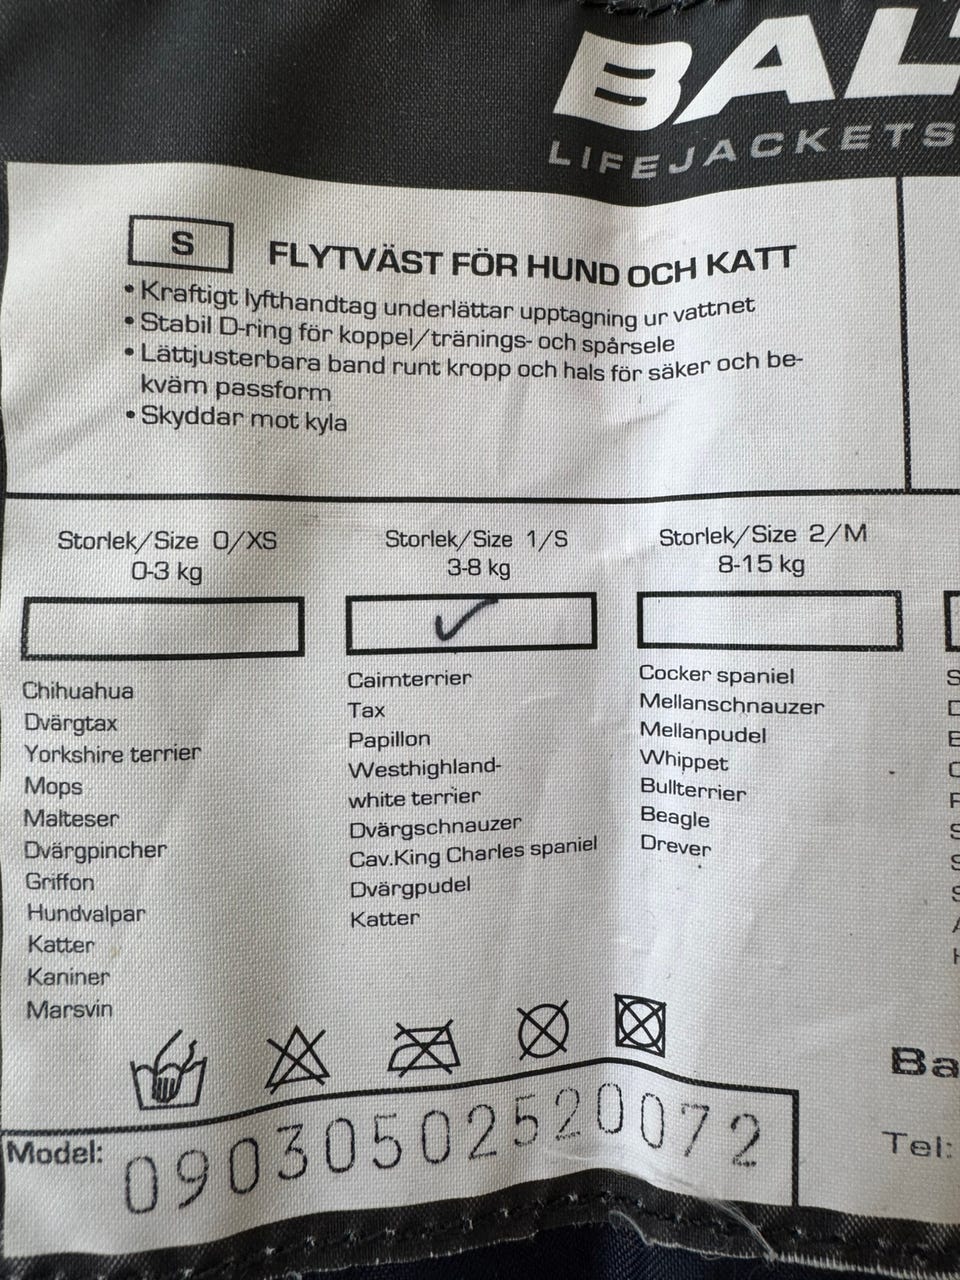 BAL
LIFEJACKETS
S
FLYTVÄST FÖR HUND OCH KATT
• Kraftigt lyfthandtag underlättar upptagning ur vattnet
• Stabil D-ring för koppel/tränings- och spårsele
• Lättjusterbara band runt kropp och hals för säker och be-
kväm passform
• Skyddar mot kyla
Storlek/Size 0/XS
0-3 kg
Chihuahua
Dvärgtax
Yorkshire terrier
Mops
Malteser
Dvärgpincher
Griffon
Hundvalpar
Katter
Kaniner
Marsvin
Storlek/Size 1/S
3-8 kg
✓
Caimterrier
Tax
Papillon
Westhighland-
white terrier
Dvärgschnauzer
Cav.King Charles spaniel
Dvärgpudel
Katter
Storlek/Size 2/M
8-15 kg
Cocker spaniel
Mellanschnauzer
Mellanpudel
Whippet
Bullterrier
Beagle
Drever
Ba
Tel:
Model: 09030502520072